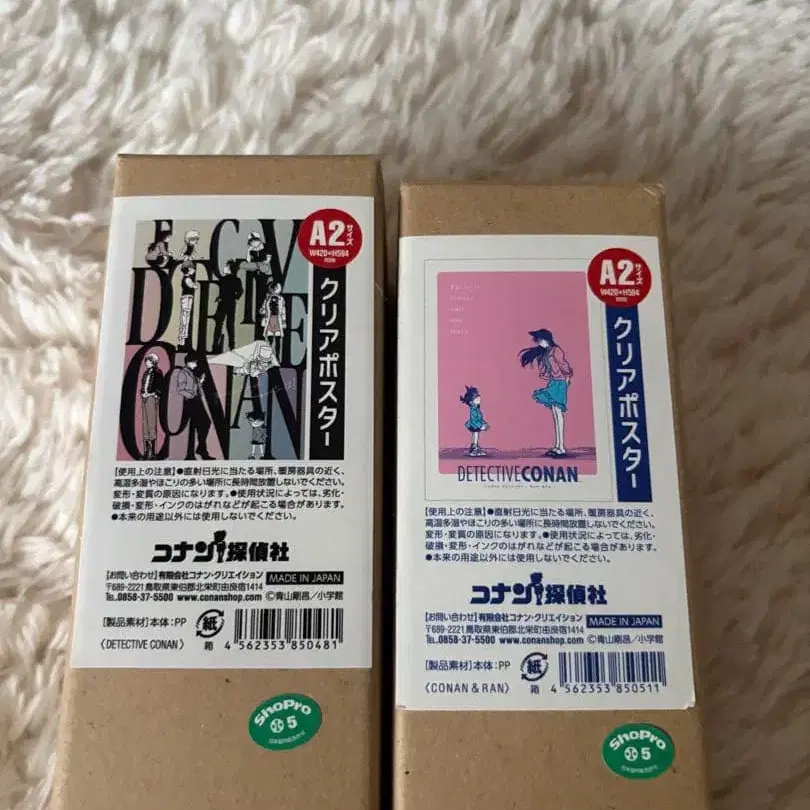 DETECTIVE
CONAN
A2サイズ
W420×H594
mm
クリアポスター
【使用上の注意】●直射日光に当たる場所、暖房器具の近く、
高温多湿やほこりの多い場所に長時間放置しないでください。
変形・変質の原因になります。●使用状況によっては、劣化・
破損・変形・インクのはがれなどが起こる場合があります。
●本来の用途以外には使用しないでください。
コナン探偵社
【お問い合わせ】有限会社コナン・クリエイション MADE IN JAPAN
〒689-2221 鳥取県東伯郡北栄町由良宿1414
TEL.0858-37-5500 www.conanshop.com ©青山剛昌/小学館
【製品素材】本体:PP
〈DETECTIVE CONAN〉
紙
箱
4 562353 850481
ShoPro
5
A2サイズ
W420×H594
mm
クリアポスター
DETECTIVE CONAN
【使用上の注意】●直射日光に当たる場所、暖房器具の近く、
高温多湿やほこりの多い場所に長時間放置しないでください。
変形・変質の原因になります。●使用状況によっては、劣化・
破損・変形・インクのはがれなどが起こる場合があります。
●本来の用途以外には使用しないでください。
コナン探偵社
【お問い合わせ】有限会社コナン・クリエイション MADE IN JAPAN
〒689-2221 鳥取県東伯郡北栄町由良宿1414
TEL.0858-37-5500 www.conanshop.com ©青山剛昌/小学館
【製品素材】本体:PP
〈CONAN & RAN〉
紙
箱
4 562353 850511
ShoPro
5